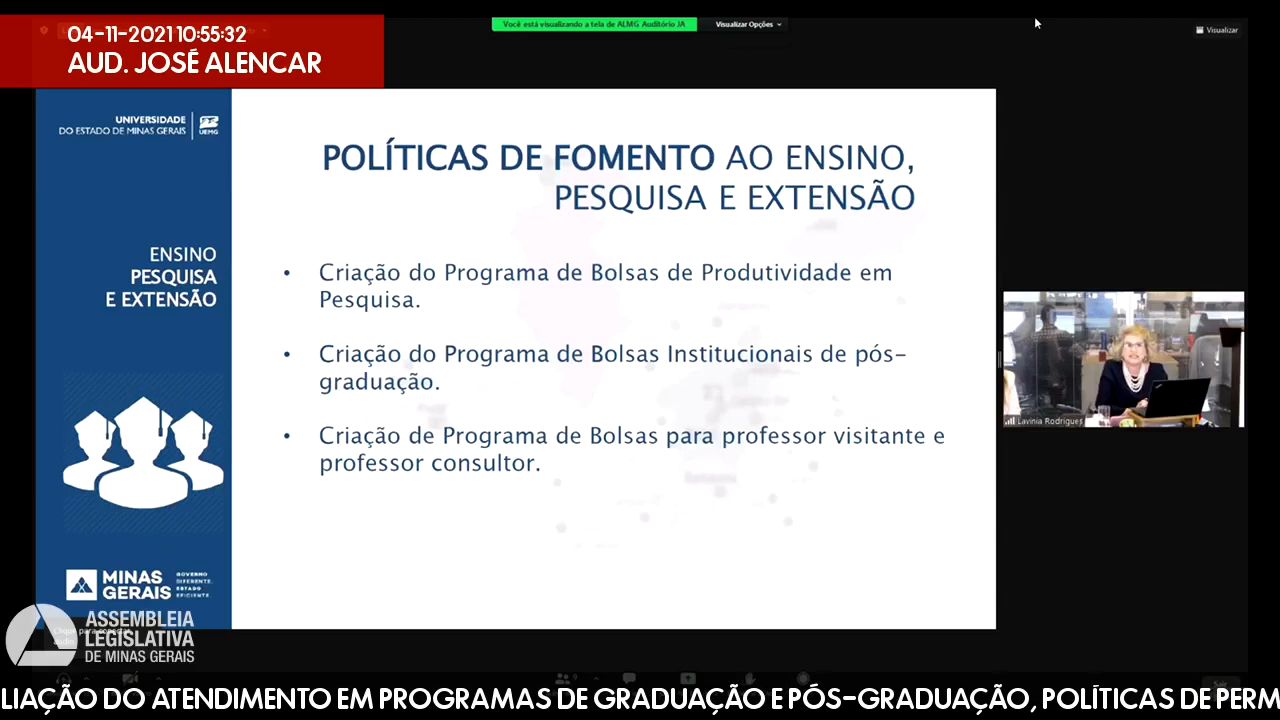 04-11-2021 10:55:32
AUD. JOSÉ ALENCAR
Você está visualizando a tela de ALMG Auditório JA
Visualizar Opções
Visualizar
UNIVERSIDADE
DO ESTADO DE MINAS GERAIS
UEMG
ENSINO
PESQUISA
E EXTENSÃO
POLÍTICAS DE FOMENTO AO ENSINO,
PESQUISA E EXTENSÃO
• Criação do Programa de Bolsas de Produtividade em
Pesquisa.
• Criação do Programa de Bolsas Institucionais de pós-
graduação.
• Criação de Programa de Bolsas para professor visitante e
professor consultor.
Lavínia Rodrigues
MINAS
GERAIS
GOVERNO
DIFERENTE.
ESTADO
EFICIENTE.
ASSEMBLEIA
LEGISLATIVA
DE MINAS GERAIS
Sair
LIAÇÃO DO ATENDIMENTO EM PROGRAMAS DE GRADUAÇÃO E PÓS-GRADUAÇÃO, POLÍTICAS DE PERM